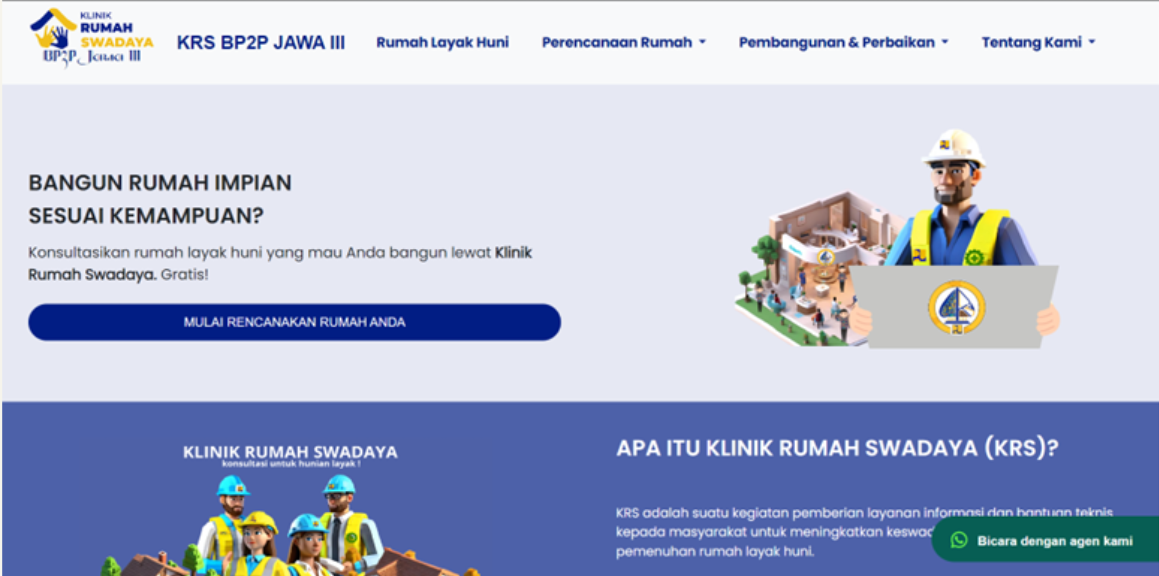 KLINIK
RUMAH
SWADAYA
BP2P Jawa III
KRS BP2P JAWA III
Rumah Layak Huni
Perencanaan Rumah
Pembangunan & Perbaikan
Tentang Kami
BANGUN RUMAH IMPIAN
SESUAI KEMAMPUAN?
Konsultasikan rumah layak huni yang mau Anda bangun lewat Klinik
Rumah Swadaya. Gratis!
MULAI RENCANAKAN RUMAH ANDA
KLINIK RUMAH SWADAYA
konsultasi untuk hunian layak !
APA ITU KLINIK RUMAH SWADAYA (KRS)?
KRS adalah suatu kegiatan pemberian layanan informasi dan bantuan teknis
kepada masyarakat untuk meningkatkan
pemenuhan rumah layak huni.
Bicara dengan agen kami